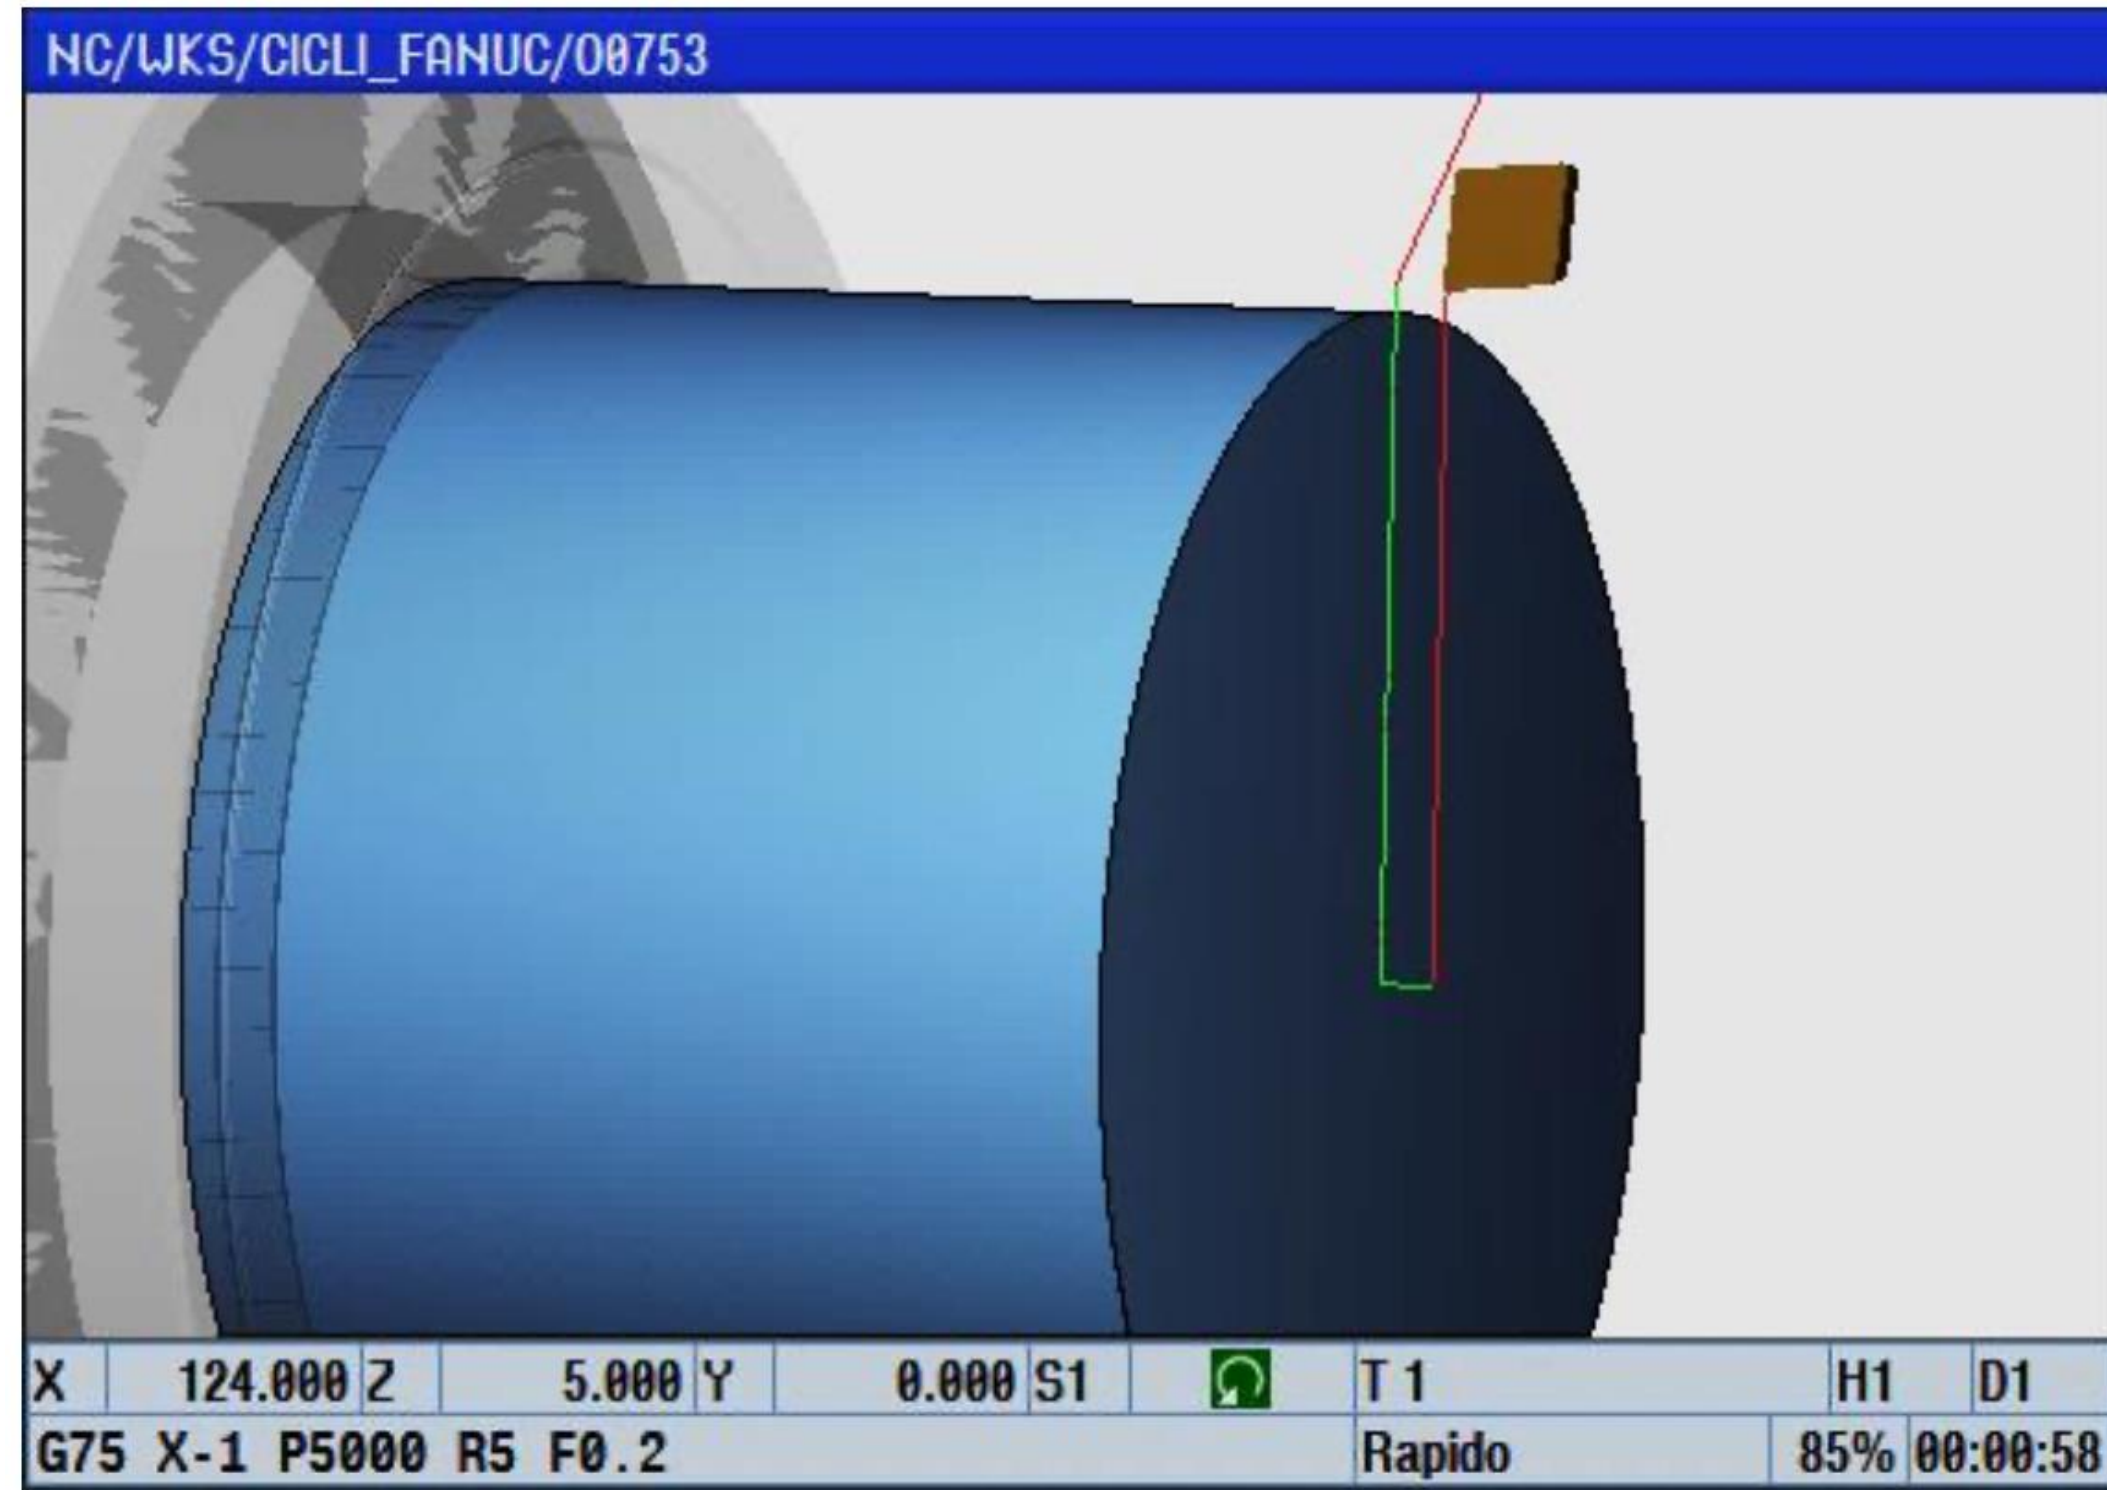 NC/WKS/CICLI_FANUC/O0753
X 124.000 Z 5.000 Y 0.000 S1 T 1 H1 D1
G75 X-1 P5000 R5 F0.2 Rapido 85% 00:00:58